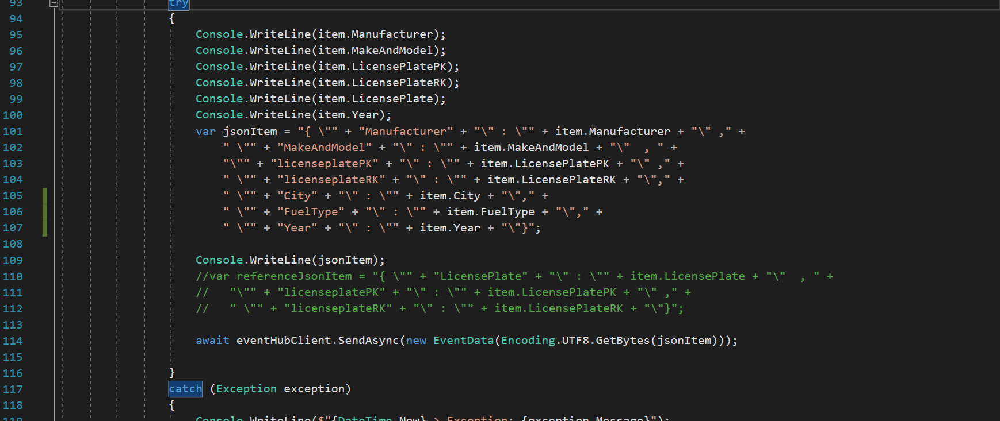 93 try
94 {
95 Console.WriteLine(item.Manufacturer);
96 Console.WriteLine(item.MakeAndModel);
97 Console.WriteLine(item.LicensePlatePK);
98 Console.WriteLine(item.LicensePlateRK);
99 Console.WriteLine(item.LicensePlate);
100 Console.WriteLine(item.Year);
101 var jsonItem = "{ \"" + "Manufacturer" + "\" : \"" + item.Manufacturer + "\" ," +
102 " \"" + "MakeAndModel" + "\" : \"" + item.MakeAndModel + "\"  , " +
103 "\"" + "licenseplatePK" + "\" : \"" + item.LicensePlatePK + "\" ," +
104 " \"" + "licenseplateRK" + "\" : \"" + item.LicensePlateRK + "\"," +
105 " \"" + "City" + "\" : \"" + item.City + "\"," +
106 " \"" + "FuelType" + "\" : \"" + item.FuelType + "\"," +
107 " \"" + "Year" + "\" : \"" + item.Year + "\"}";
108
109 Console.WriteLine(jsonItem);
110 //var referenceJsonItem = "{ \"" + "LicensePlate" + "\" : \"" + item.LicensePlate + "\"  , " +
111 //   "\"" + "licenseplatePK" + "\" : \"" + item.LicensePlatePK + "\" ," +
112 //   " \"" + "licenseplateRK" + "\" : \"" + item.LicensePlateRK + "\"}";
113
114 await eventHubClient.SendAsync(new EventData(Encoding.UTF8.GetBytes(jsonItem)));
115
116 }
117 catch (Exception exception)
118 {
119 Console.WriteLine($"{DateTime.Now} > Exception: {exception.Message}");